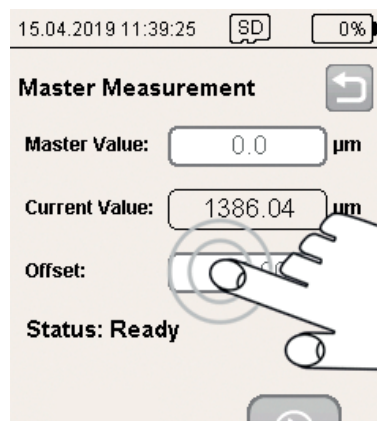 15.04.2019 11:39:25 SD 0%
Master Measurement
Master Value: 0.0 µm
Current Value: 1386.04 µm
Offset:
Status: Ready